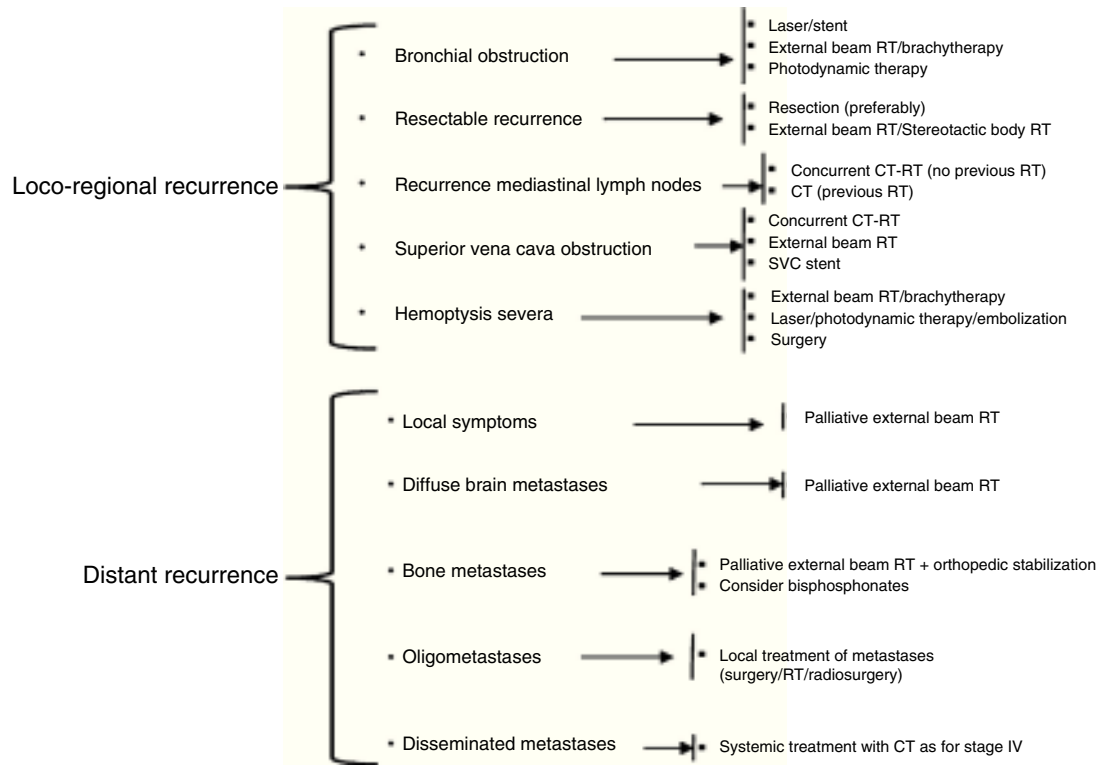 Loco-regional recurrence
• Bronchial obstruction
▪ Laser/stent
▪ External beam RT/brachytherapy
▪ Photodynamic therapy
• Resectable recurrence
▪ Resection (preferably)
▪ External beam RT/Stereotactic body RT
• Recurrence mediastinal lymph nodes
▪ Concurrent CT-RT (no previous RT)
▪ CT (previous RT)
• Superior vena cava obstruction
▪ Concurrent CT-RT
▪ External beam RT
▪ SVC stent
• Hemoptysis severa
▪ External beam RT/brachytherapy
▪ Laser/photodynamic therapy/embolization
▪ Surgery
Distant recurrence
▪ Local symptoms
Palliative external beam RT
▪ Diffuse brain metastases
Palliative external beam RT
▪ Bone metastases
▪ Palliative external beam RT + orthopedic stabilization
▪ Consider bisphosphonates
▪ Oligometastases
▪ Local treatment of metastases
(surgery/RT/radiosurgery)
▪ Disseminated metastases
▪ Systemic treatment with CT as for stage IV